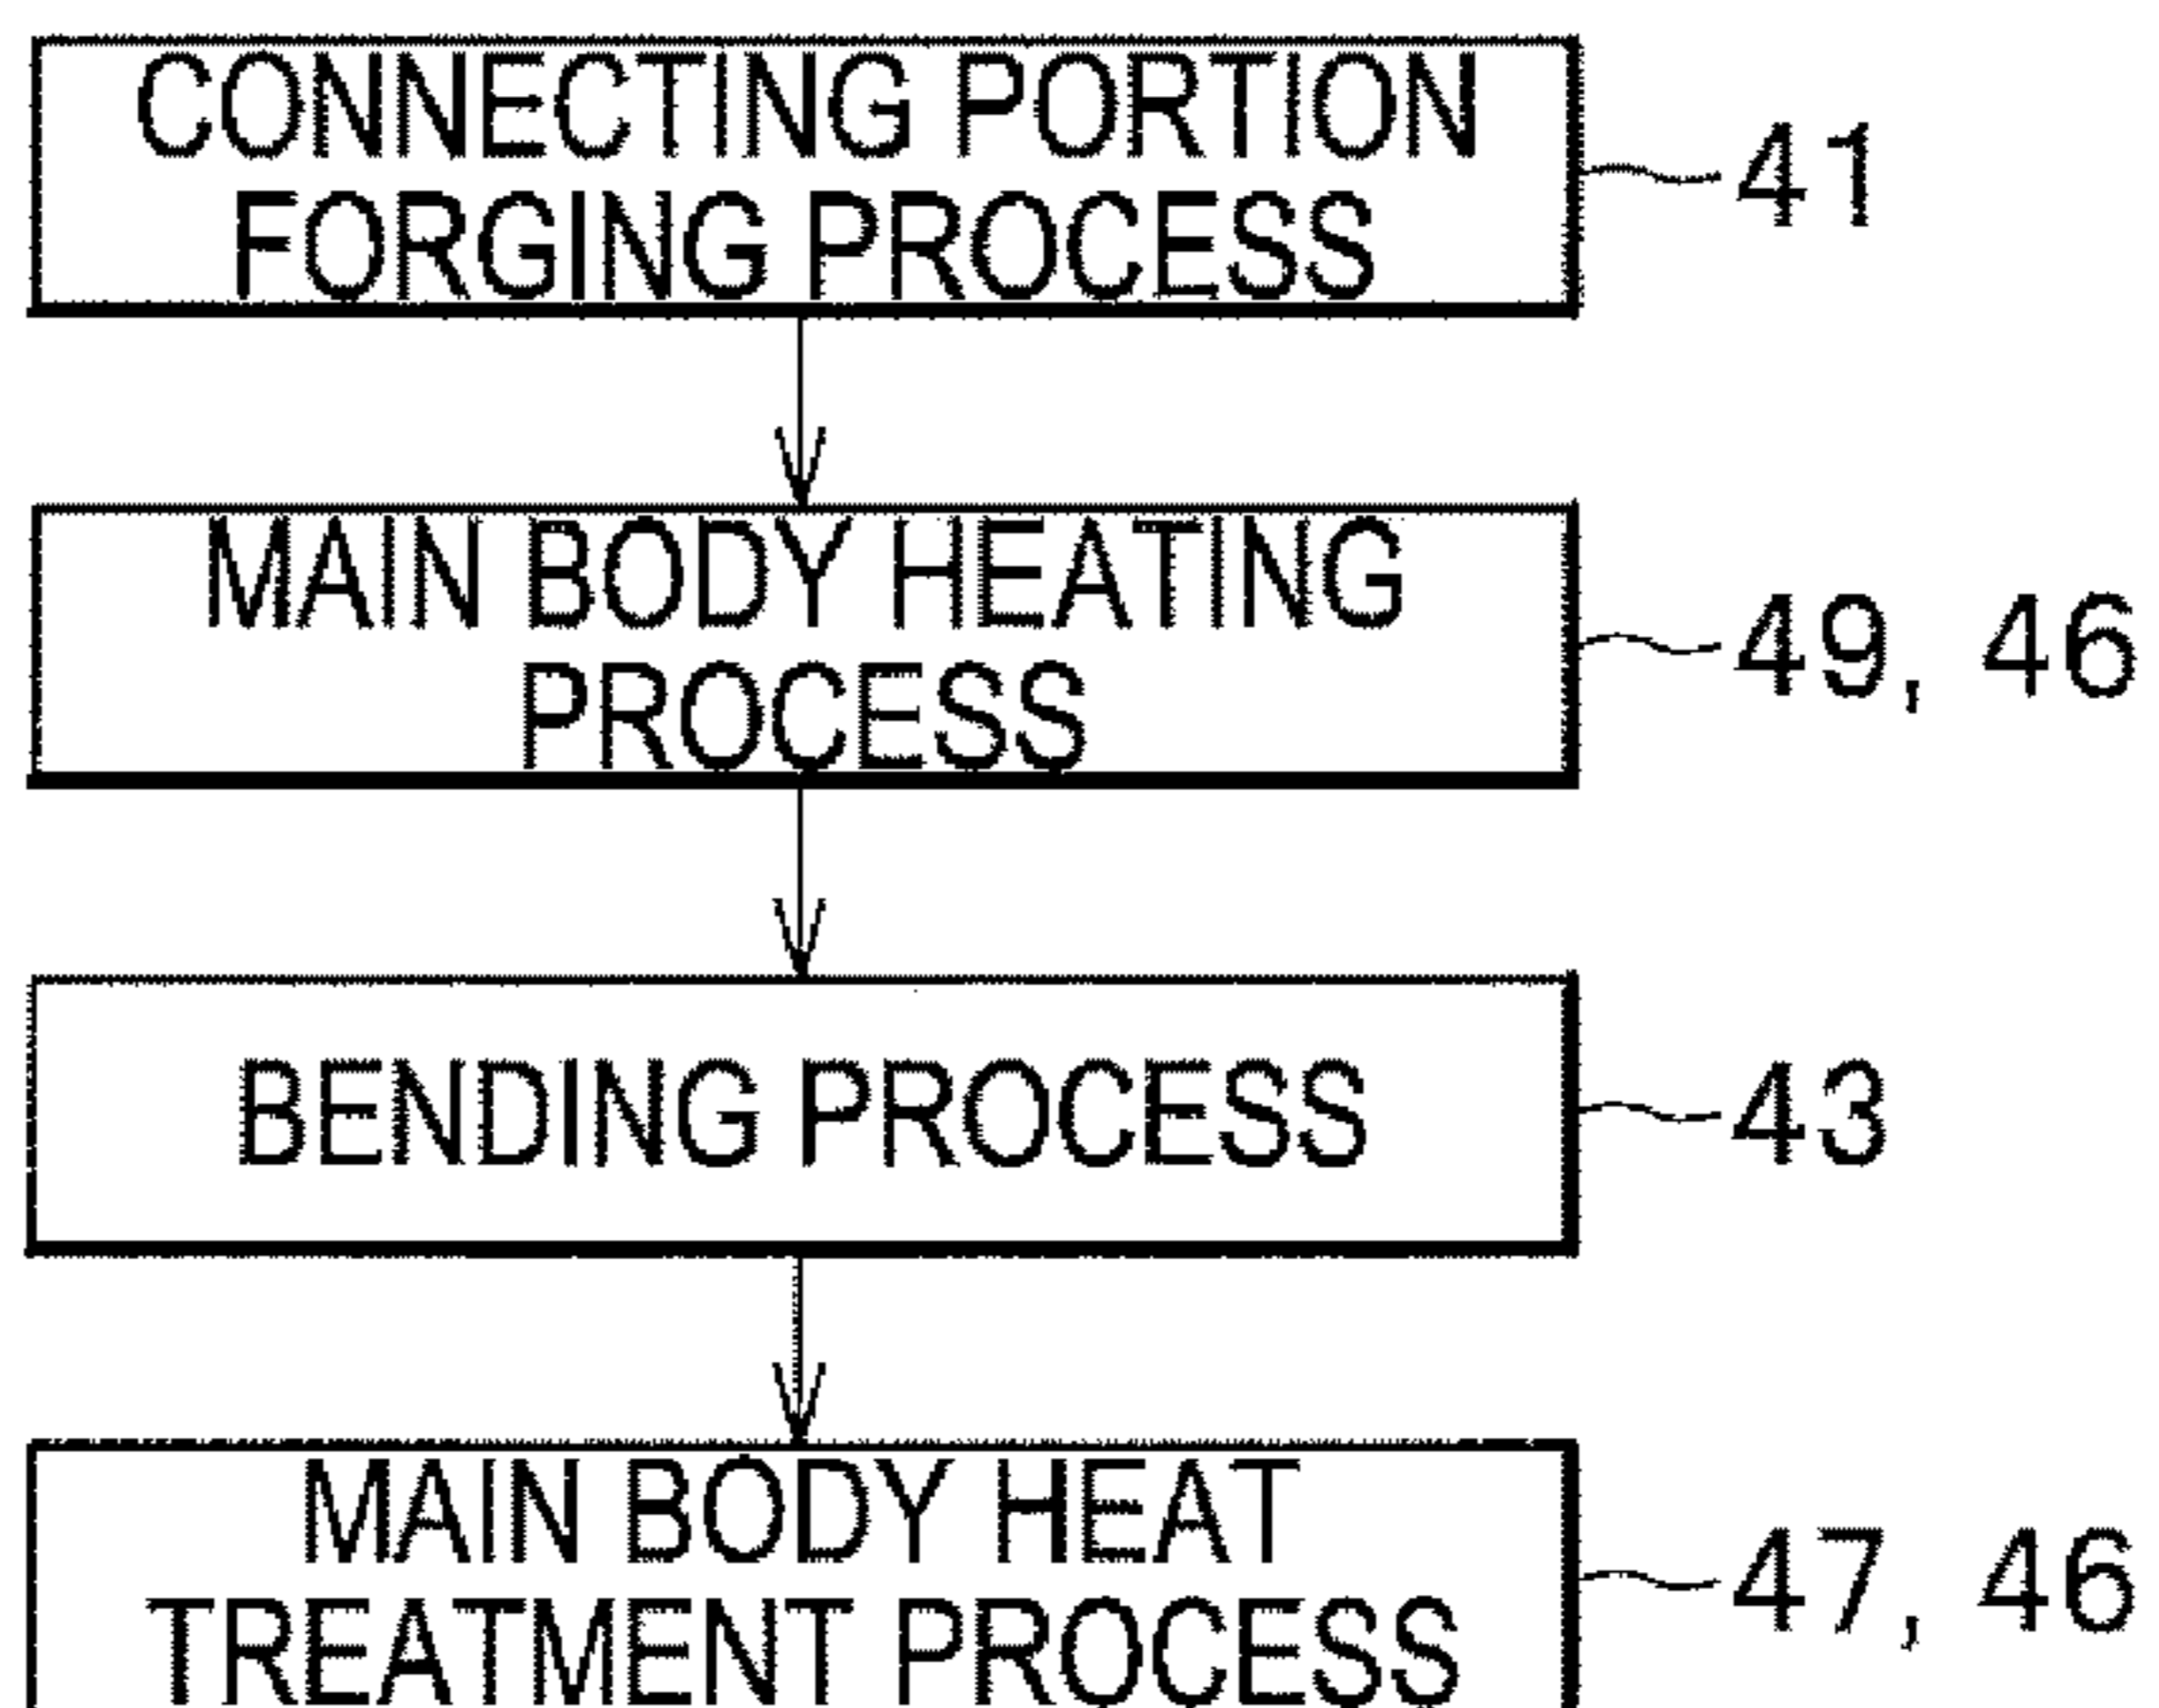 CONNECTING PORTION
FORGING PROCESS
41
MAIN BODY HEATING
PROCESS
49, 46
BENDING PROCESS
43
MAIN BODY HEAT
TREATMENT PROCESS
47, 46